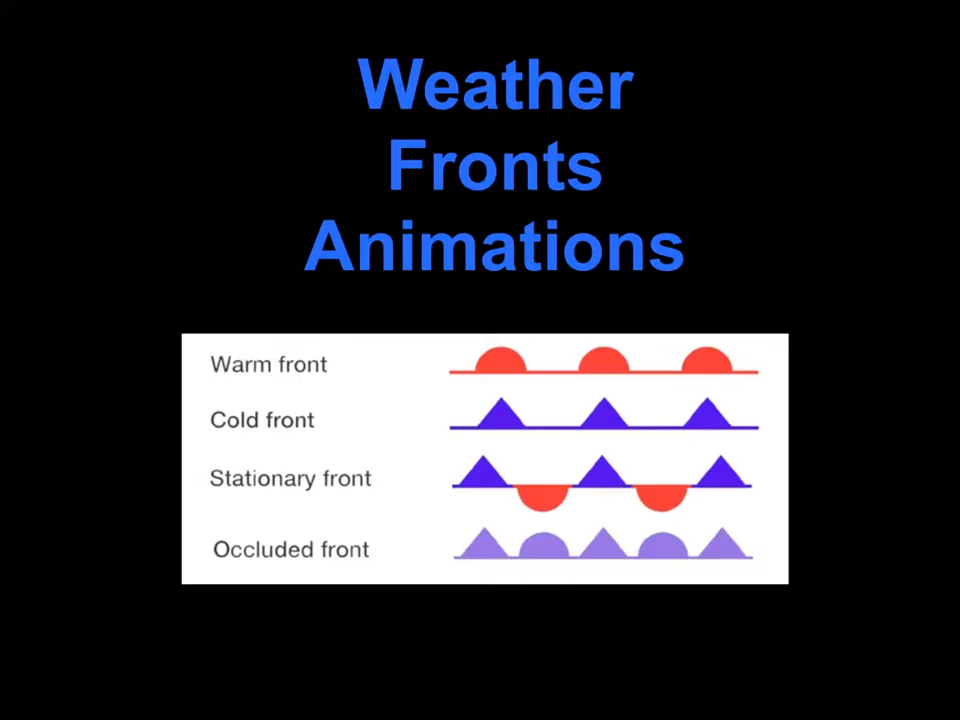 Weather
Fronts
Animations
Warm front
Cold front
Stationary front
Occluded front